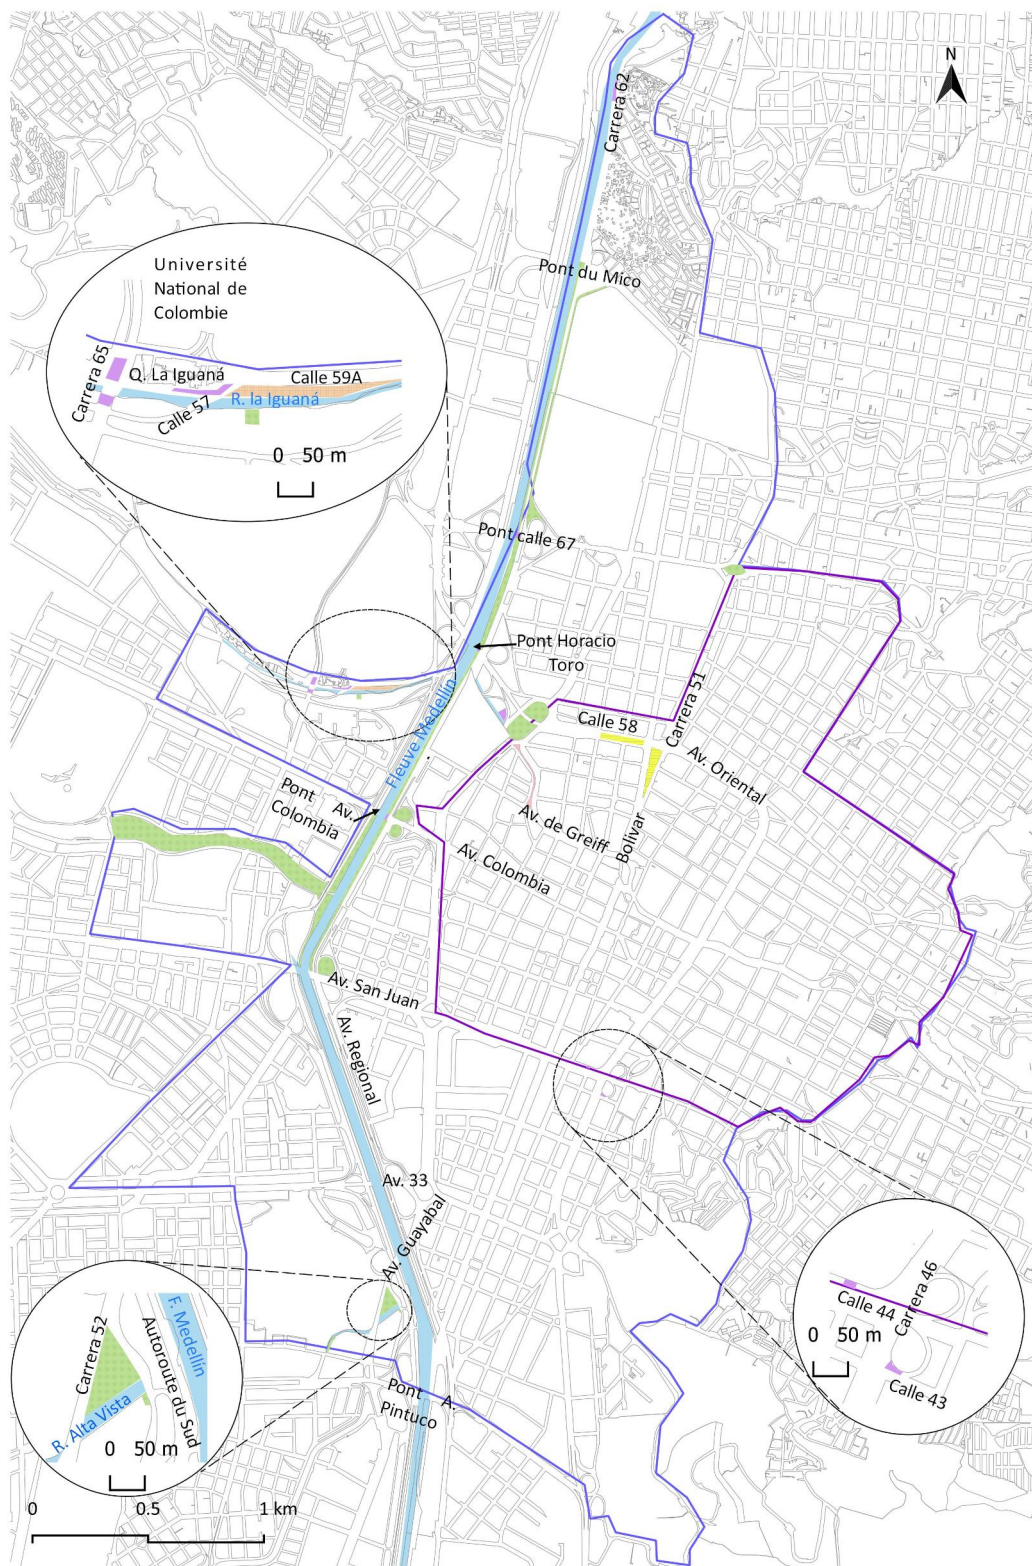 N
Carrera 62
Pont du Mico
Université
National de
Colombie
Carrera 65
Q. La Iguaná
Calle 59A
Calle 57
R. la Iguaná
0 50 m
Pont calle 67
Pont Horacio
Toro
Fleuve Medellin
Calle 58
Carrera 51
Av. Oriental
Pont Av.
Colombia
Av. de Greiff
Bolivar
Av. Colombia
Av. San Juan
Av. Regional
Av. 33
Av. Guayabal
Carrera 46
Calle 44
0 50 m
Calle 43
Carrera 52
F. Medellin
Autoroute du Sud
R. Alta Vista
0 50 m
Pont A.
Pintuco
0 0.5 1 km